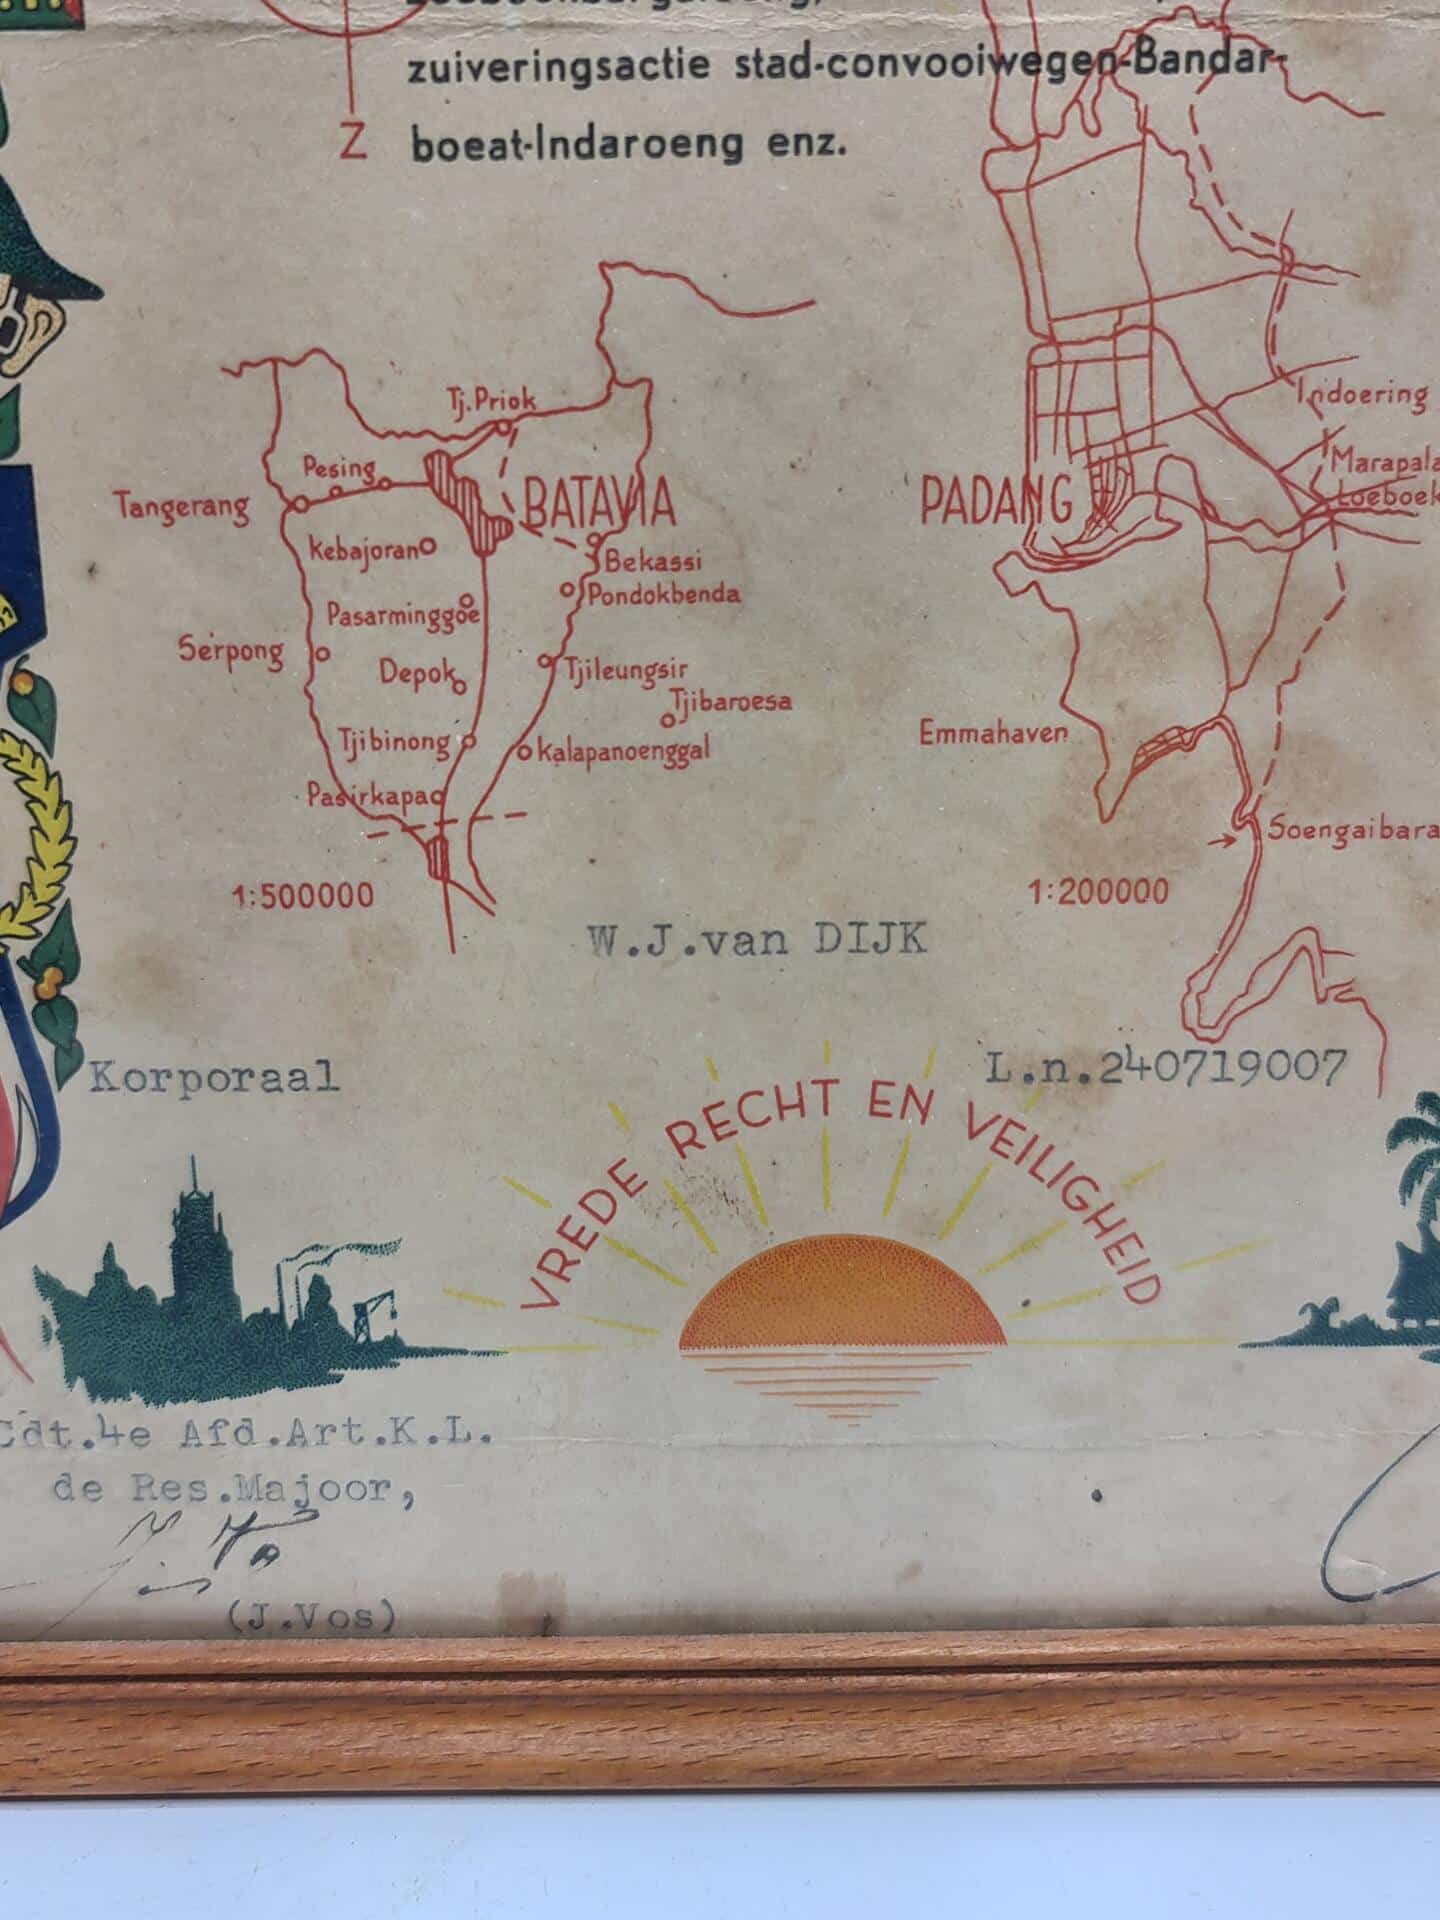 zuiveringsactie stad-convooiwegen-Bandar-
boeat-Indaroeng enz.
Z
Tj.Priok
Pesing
Tangerang
BATAVIA
Kebajoran
Bekassi
Pondokbenda
Pasarminggoe
Serpong
Depok
Tjileungsir
Tjibaroesa
Tjibinong
Kalapanoenggal
Pasirkapao
1:500000
Indoering
Marapala
Loeboek
PADANG
Emmahaven
Soengaibara
1:200000
W.J.van DIJK
Korporaal
L.n.240719007
VREDE RECHT EN VEILIGHEID
Cdt.4e Afd.Art.K.L.
de Res.Majoor,
(J.Vos)